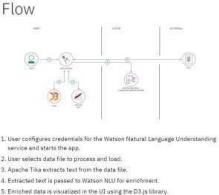 Flow
1. User configures credentials for the Watson Natural Language Understanding
service and starts the app.
2. User selects data file to process and load.
3. Apache Tika extracts text from the data file.
4. Extracted text is passed to Watson NLU for enrichment.
5. Enriched data is visualized in the UI using the D3.js library.